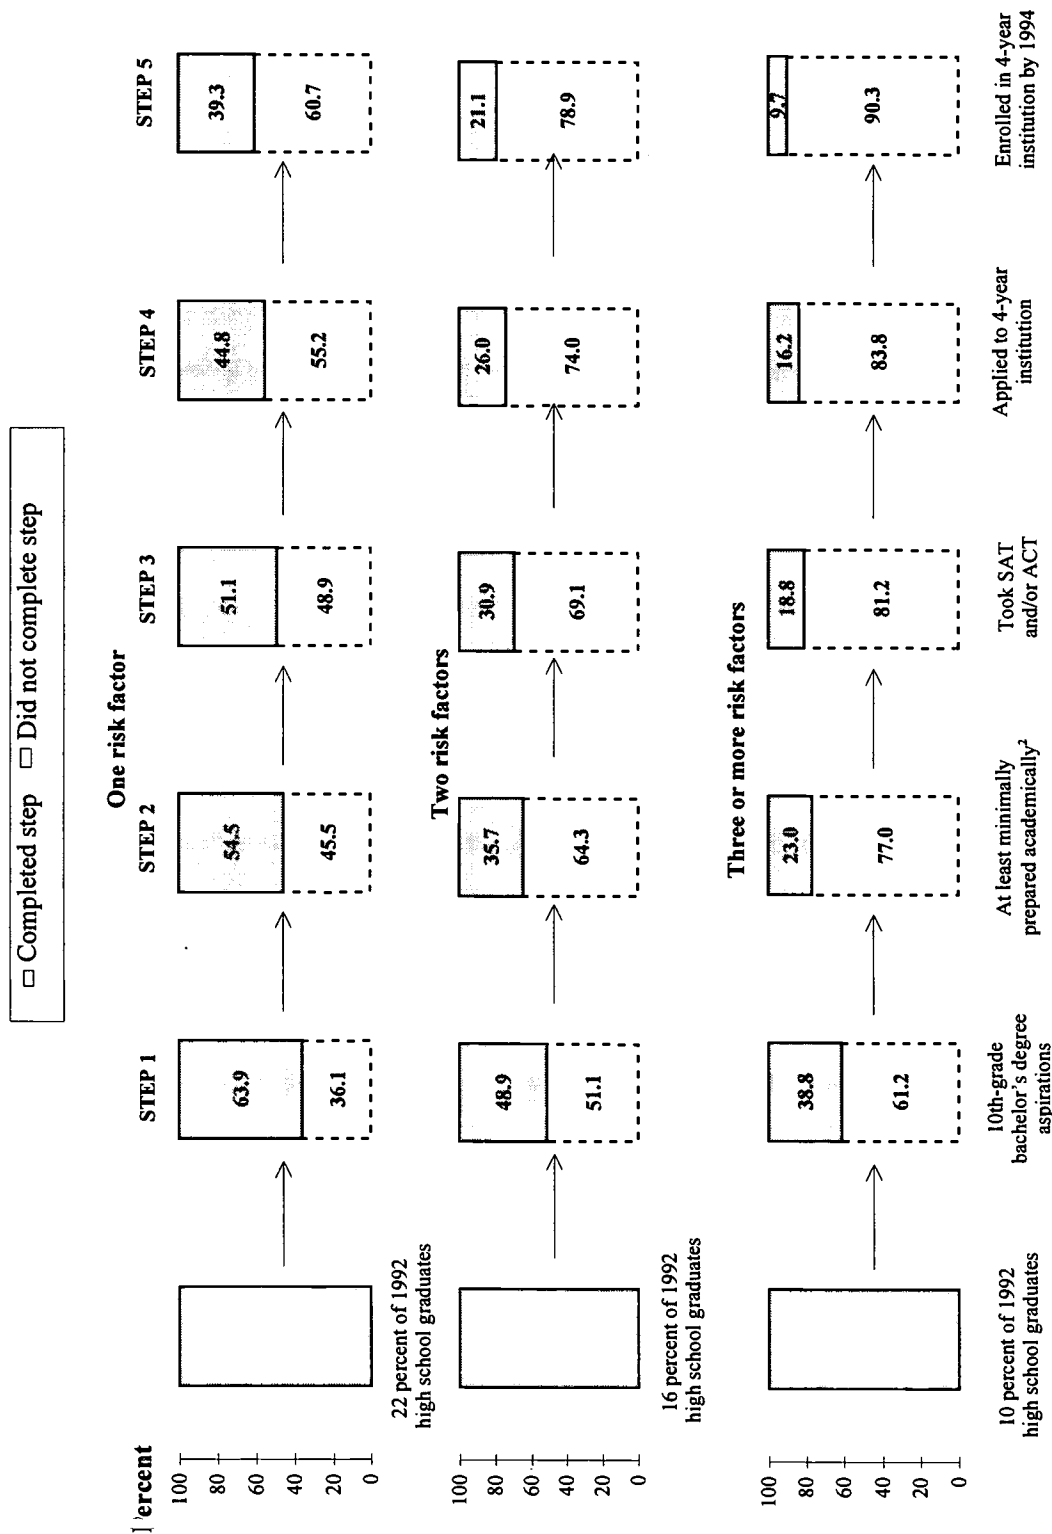 □ Completed step □ Did not complete step
Percent
STEP 1 STEP 2 STEP 3 STEP 4 STEP 5
One risk factor
100
80
60
40
20
0
63.9 54.5 51.1 44.8 39.3
36.1 45.5 48.9 55.2 60.7
22 percent of 1992
high school graduates
Two risk factors
100
80
60
40
20
0
48.9 35.7 30.9 26.0 21.1
51.1 64.3 69.1 74.0 78.9
16 percent of 1992
high school graduates
Three or more risk factors
100
80
60
40
20
0
38.8 23.0 18.8 16.2 9.7
61.2 77.0 81.2 83.8 90.3
10 percent of 1992
high school graduates
10th-grade
bachelor's degree
aspirations
At least minimally
prepared academically²
Took SAT
and/or ACT
Applied to 4-year
institution
Enrolled in 4-year
institution by 1994